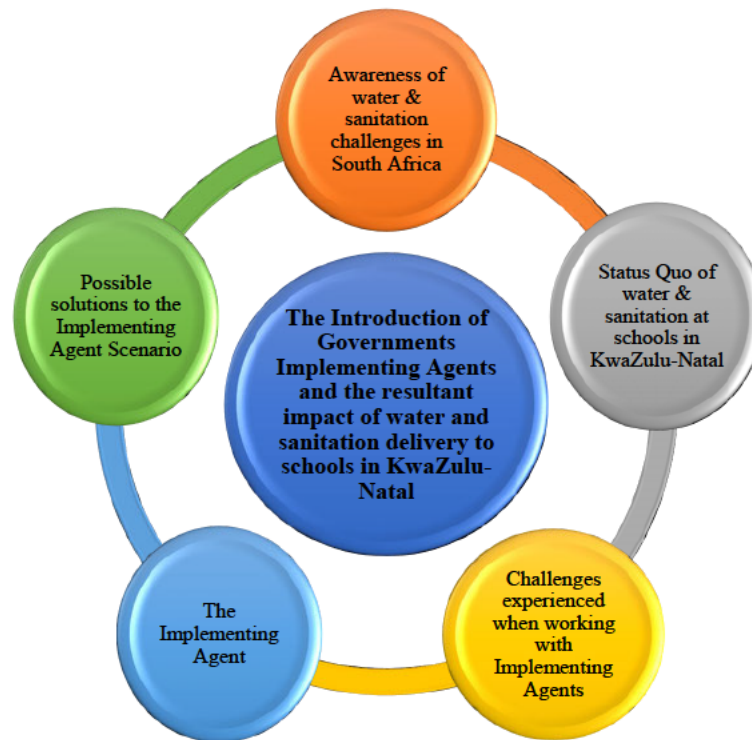 Awareness of
water &
sanitation
challenges in
South Africa
Status Quo of
water &
sanitation at
schools in
KwaZulu-Natal
Challenges
experienced
when working
with
Implementing
Agents
The
Implementing
Agent
Possible
solutions to the
Implementing
Agent Scenario
The Introduction of
Governments
Implementing Agents
and the resultant
impact of water and
sanitation delivery to
schools in KwaZulu-
Natal